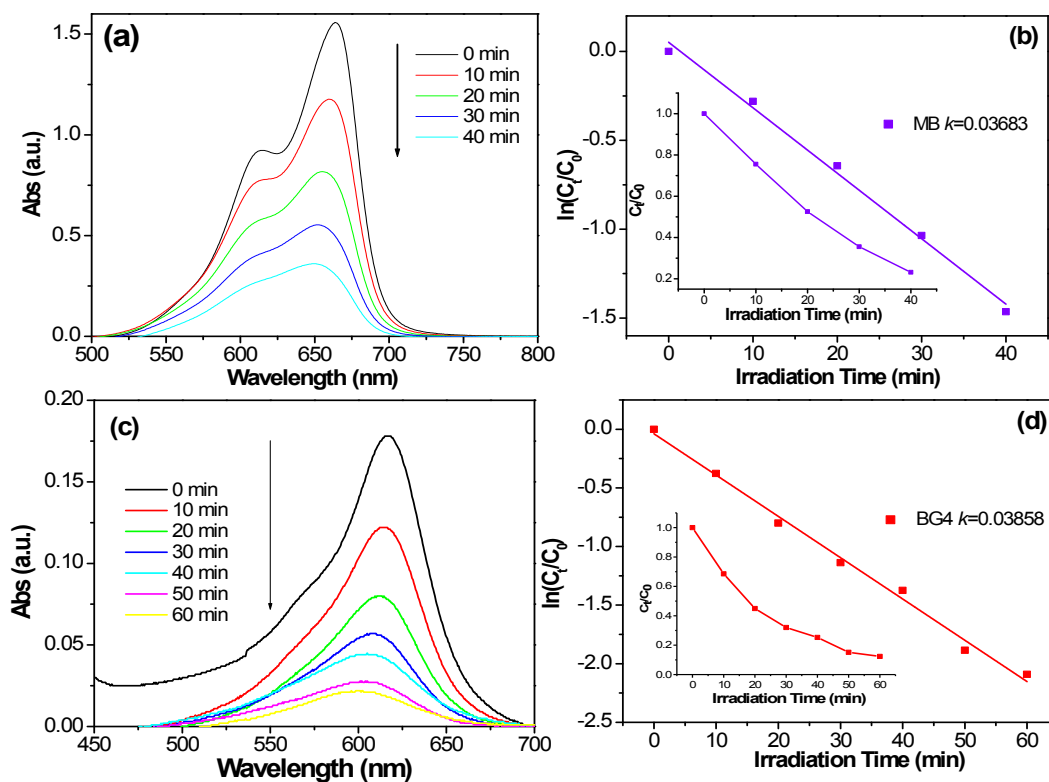 (a)
0 min
10 min
20 min
30 min
40 min
1.5
1.0
0.5
0.0
Abs (a.u.)
500 550 600 650 700 750 800
Wavelength (nm)
(b)
MB k=0.03683
0.0
-0.5
-1.0
-1.5
ln(Ct/C0)
0 10 20 30 40
Irradiation Time (min)
1.0
0.8
0.6
0.4
0.2
Ct/C0
0 10 20 30 40
Irradiation Time (min)
(c)
0 min
10 min
20 min
30 min
40 min
50 min
60 min
0.20
0.15
0.10
0.05
0.00
Abs (a.u.)
450 500 550 600 650 700
Wavelength (nm)
(d)
BG4 k=0.03858
0.0
-0.5
-1.0
-1.5
-2.0
-2.5
ln(Ct/C0)
0 10 20 30 40 50 60
Irradiation Time (min)
1.0
0.8
0.6
0.4
0.2
0.0
Ct/C0
0 10 20 30 40 50 60
Irradiation Time (min)